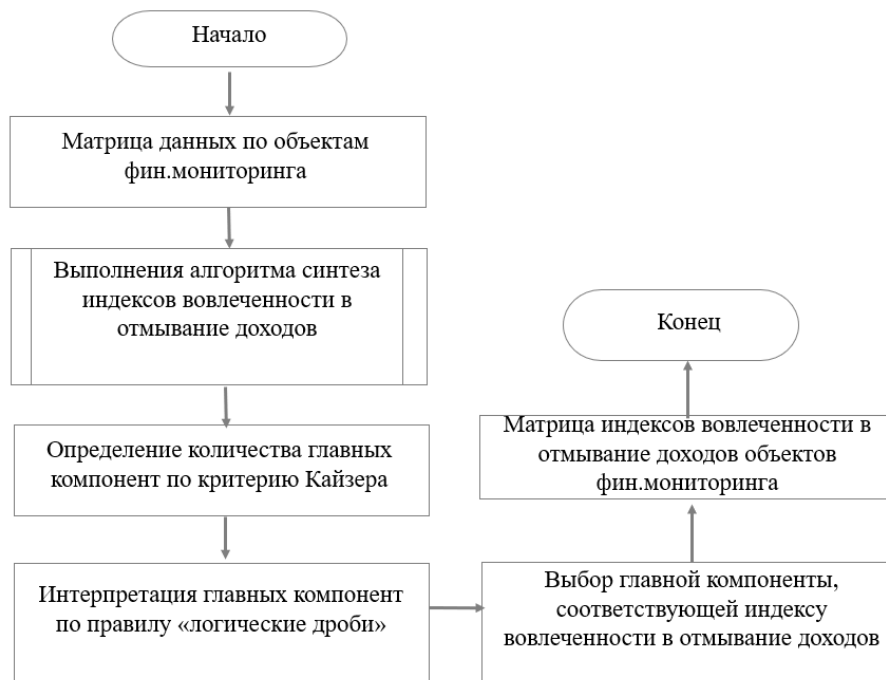 Начало
Матрица данных по объектам
фин.мониторинга
Выполнения алгоритма синтеза
индексов вовлеченности в
отмывание доходов
Определение количества главных
компонент по критерию Кайзера
Интерпретация главных компонент
по правилу «логические дроби»
Выбор главной компоненты,
соответствующей индексу
вовлеченности в отмывание доходов
Матрица индексов вовлеченности в
отмывание доходов объектов
фин.мониторинга
Конец